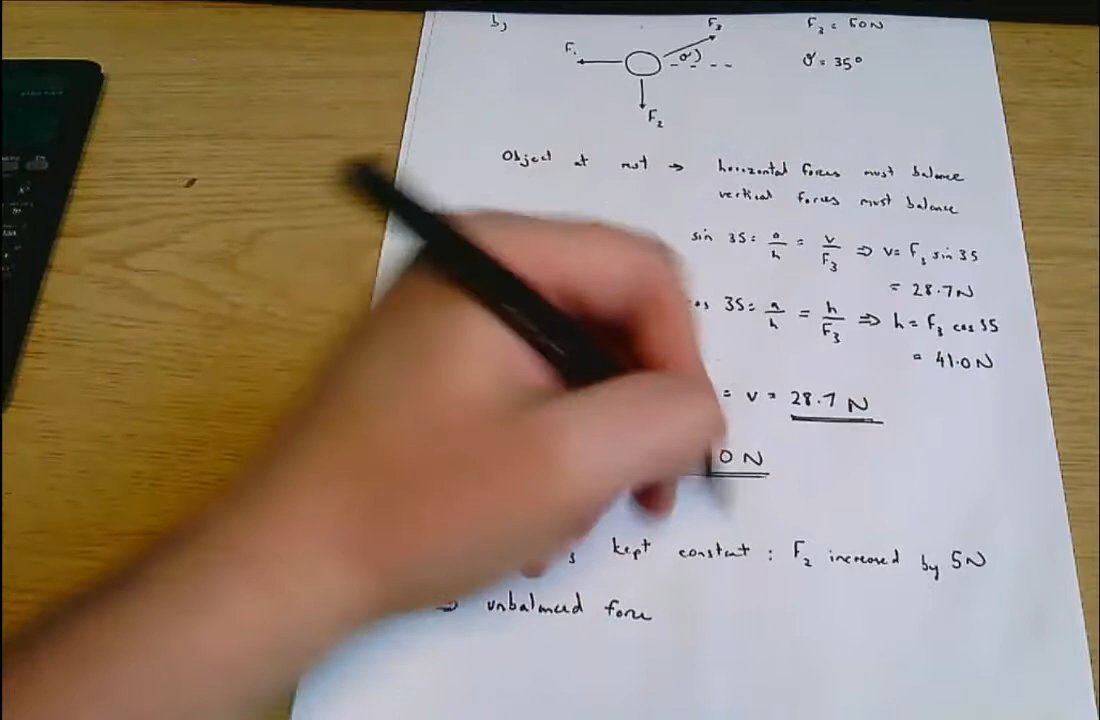 b)
F₃ F₃ = 50N
F₁ θ) θ = 35°
F₂
Object at rest → horizontal forces must balance
vertical forces must balance
sin 35 = o/h = v/F₃ ⇒ v = F₃ sin 35
= 28.7N
os 35 = a/h = h/F₃ ⇒ h = F₃ cos 35
= 41.0N
= v = 28.7 N
0 N
s kept constant : F₂ increased by 5N
⇒ unbalanced force